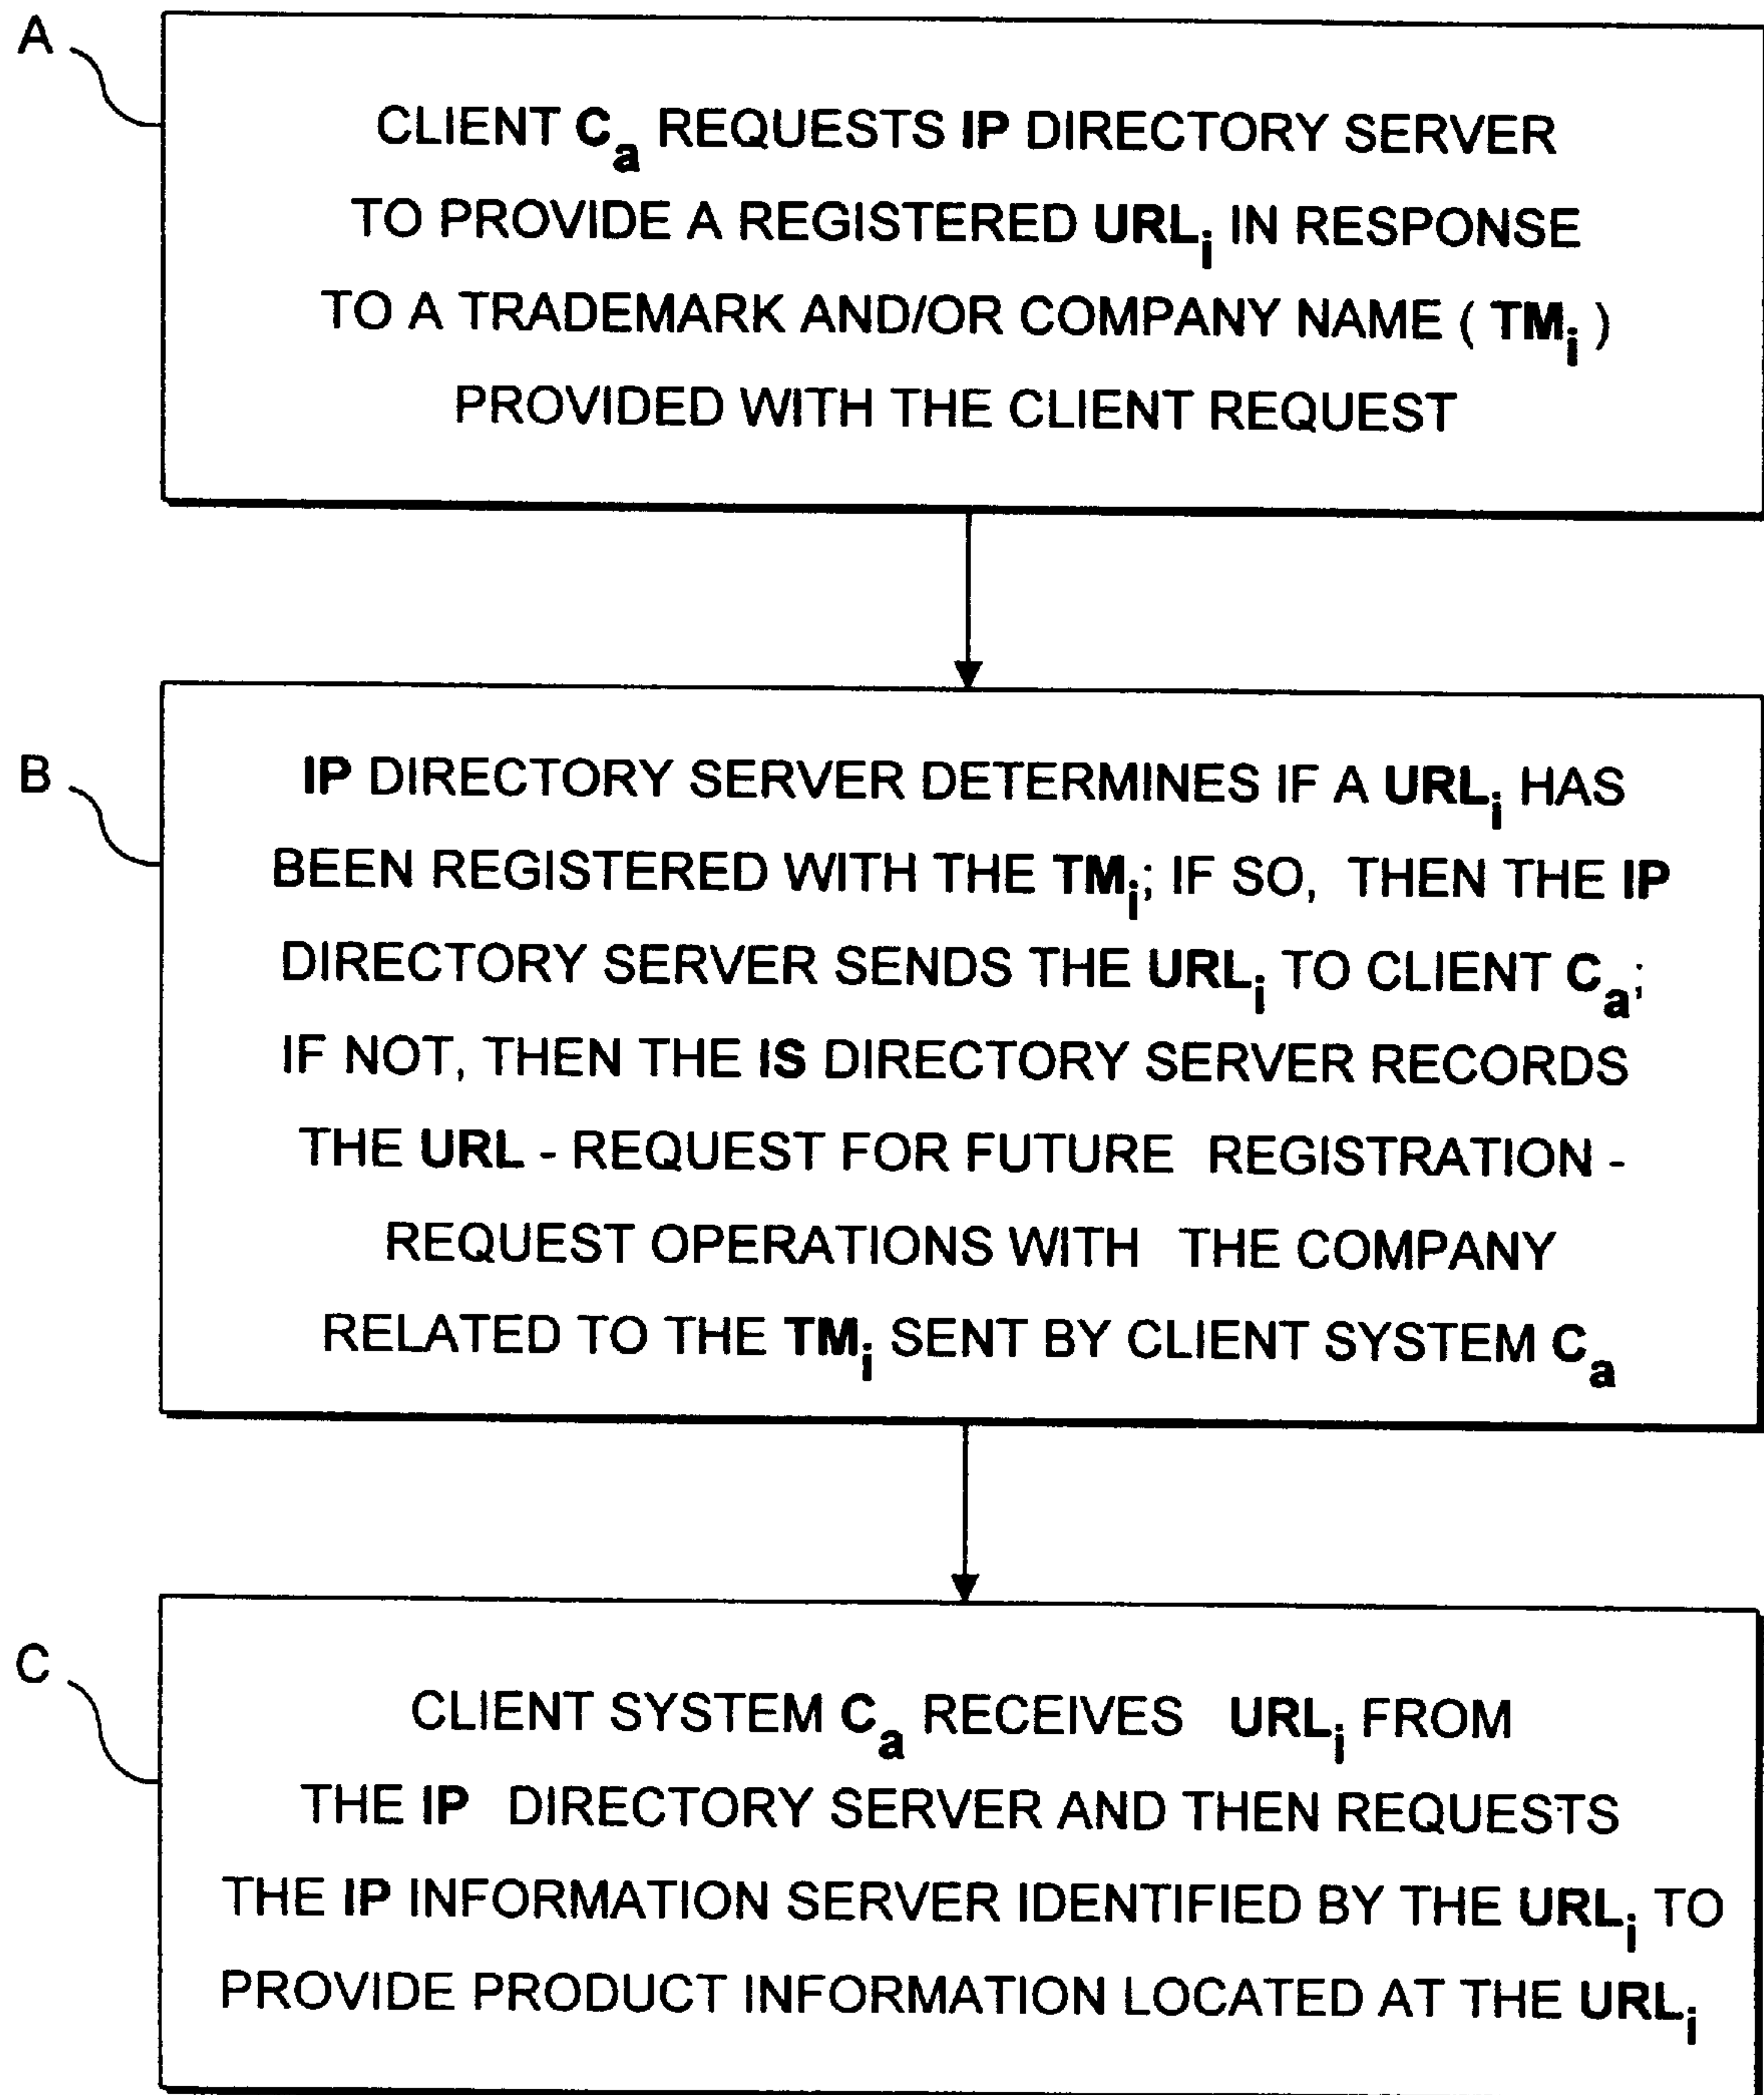 A
CLIENT Ca REQUESTS IP DIRECTORY SERVER
TO PROVIDE A REGISTERED URLi IN RESPONSE
TO A TRADEMARK AND/OR COMPANY NAME ( TMi )
PROVIDED WITH THE CLIENT REQUEST
B
IP DIRECTORY SERVER DETERMINES IF A URLi HAS
BEEN REGISTERED WITH THE TMi; IF SO, THEN THE IP
DIRECTORY SERVER SENDS THE URLi TO CLIENT Ca;
IF NOT, THEN THE IS DIRECTORY SERVER RECORDS
THE URL - REQUEST FOR FUTURE REGISTRATION -
REQUEST OPERATIONS WITH THE COMPANY
RELATED TO THE TMi SENT BY CLIENT SYSTEM Ca
C
CLIENT SYSTEM Ca RECEIVES URLi FROM
THE IP DIRECTORY SERVER AND THEN REQUESTS
THE IP INFORMATION SERVER IDENTIFIED BY THE URLi TO
PROVIDE PRODUCT INFORMATION LOCATED AT THE URLi